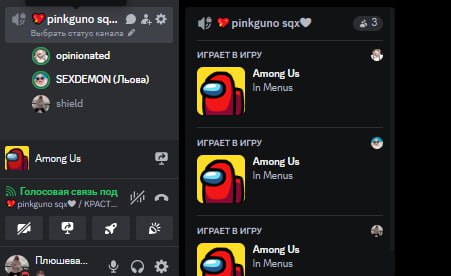 pinkguno sq...
Выбрать статус канала
opinionated
SEXDEMON (Льова)
shield
Among Us
Голосовая связь под
pinkguno sqx🖤 / КРАСТ
Плюшева...
pinkguno sqx🖤
3
ИГРАЕТ В ИГРУ
Among Us
In Menus
ИГРАЕТ В ИГРУ
Among Us
In Menus
ИГРАЕТ В ИГРУ
Among Us
In Menus